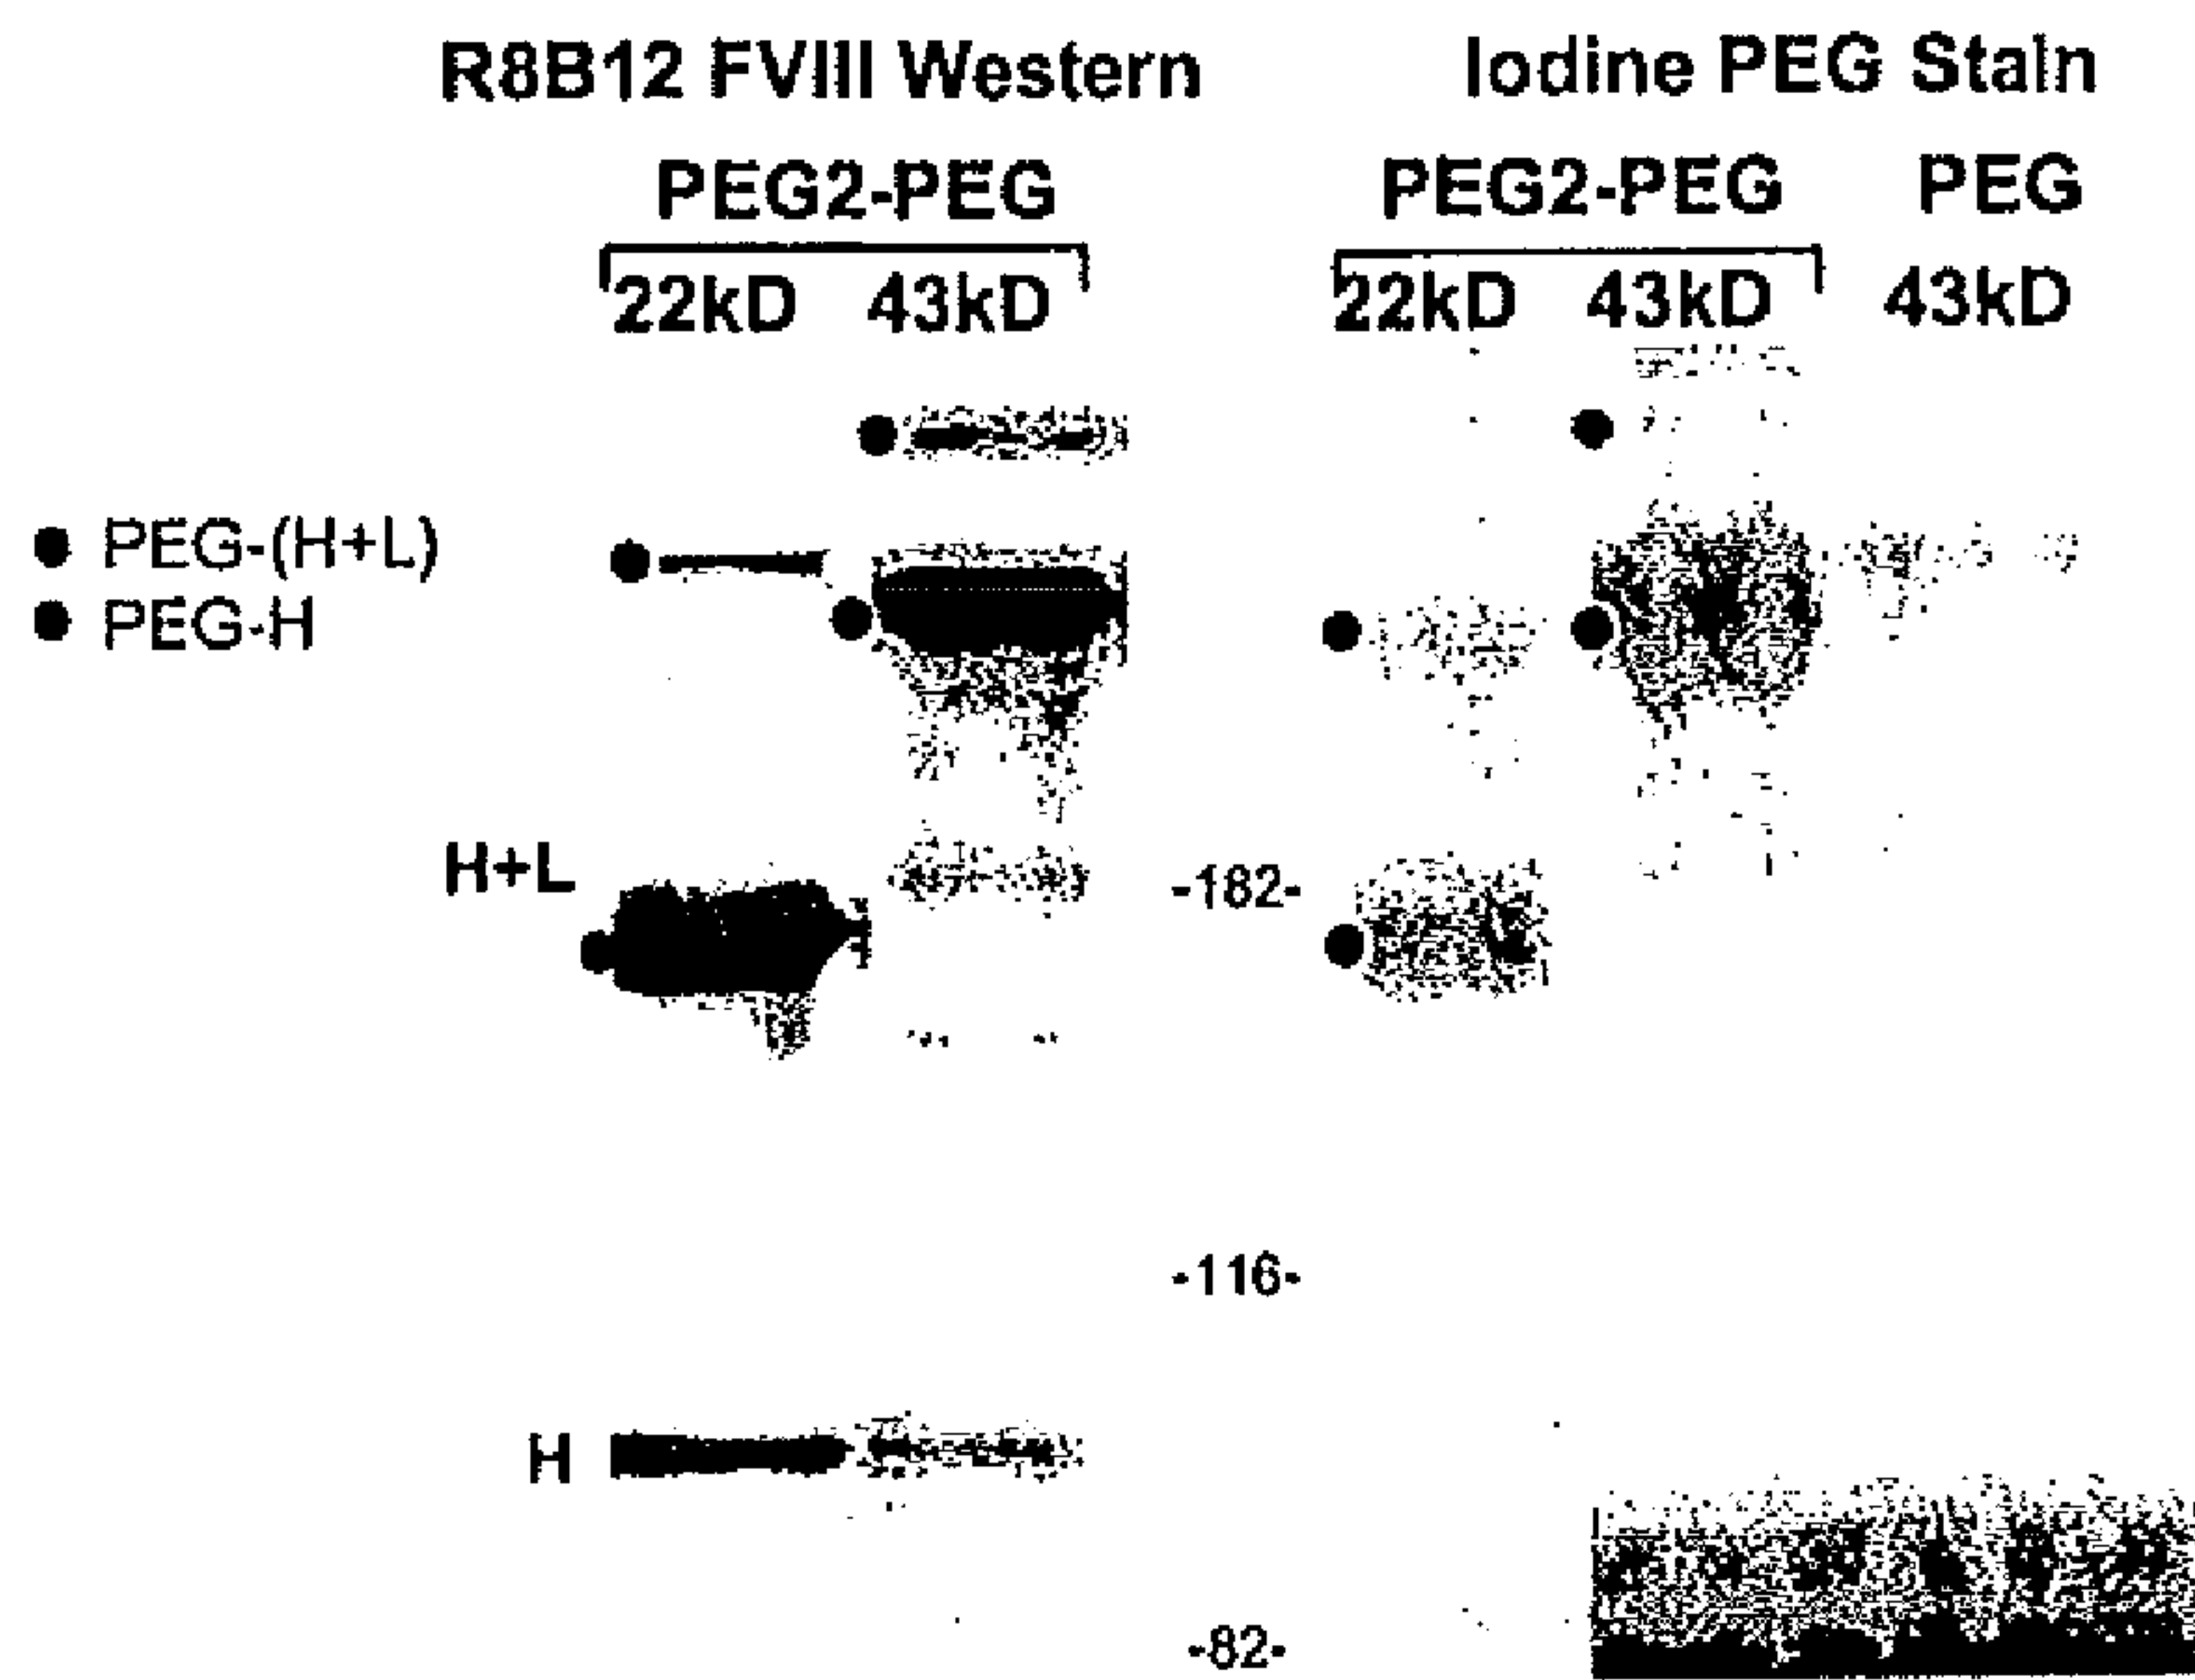 R8B12 FVIII Western Iodine PEG Stain
PEG2-PEG PEG2-PEG PEG
22kD 43kD 22kD 43kD 43kD
PEG-(H+L)
PEG-H
H+L -182-
-116-
H
-82-